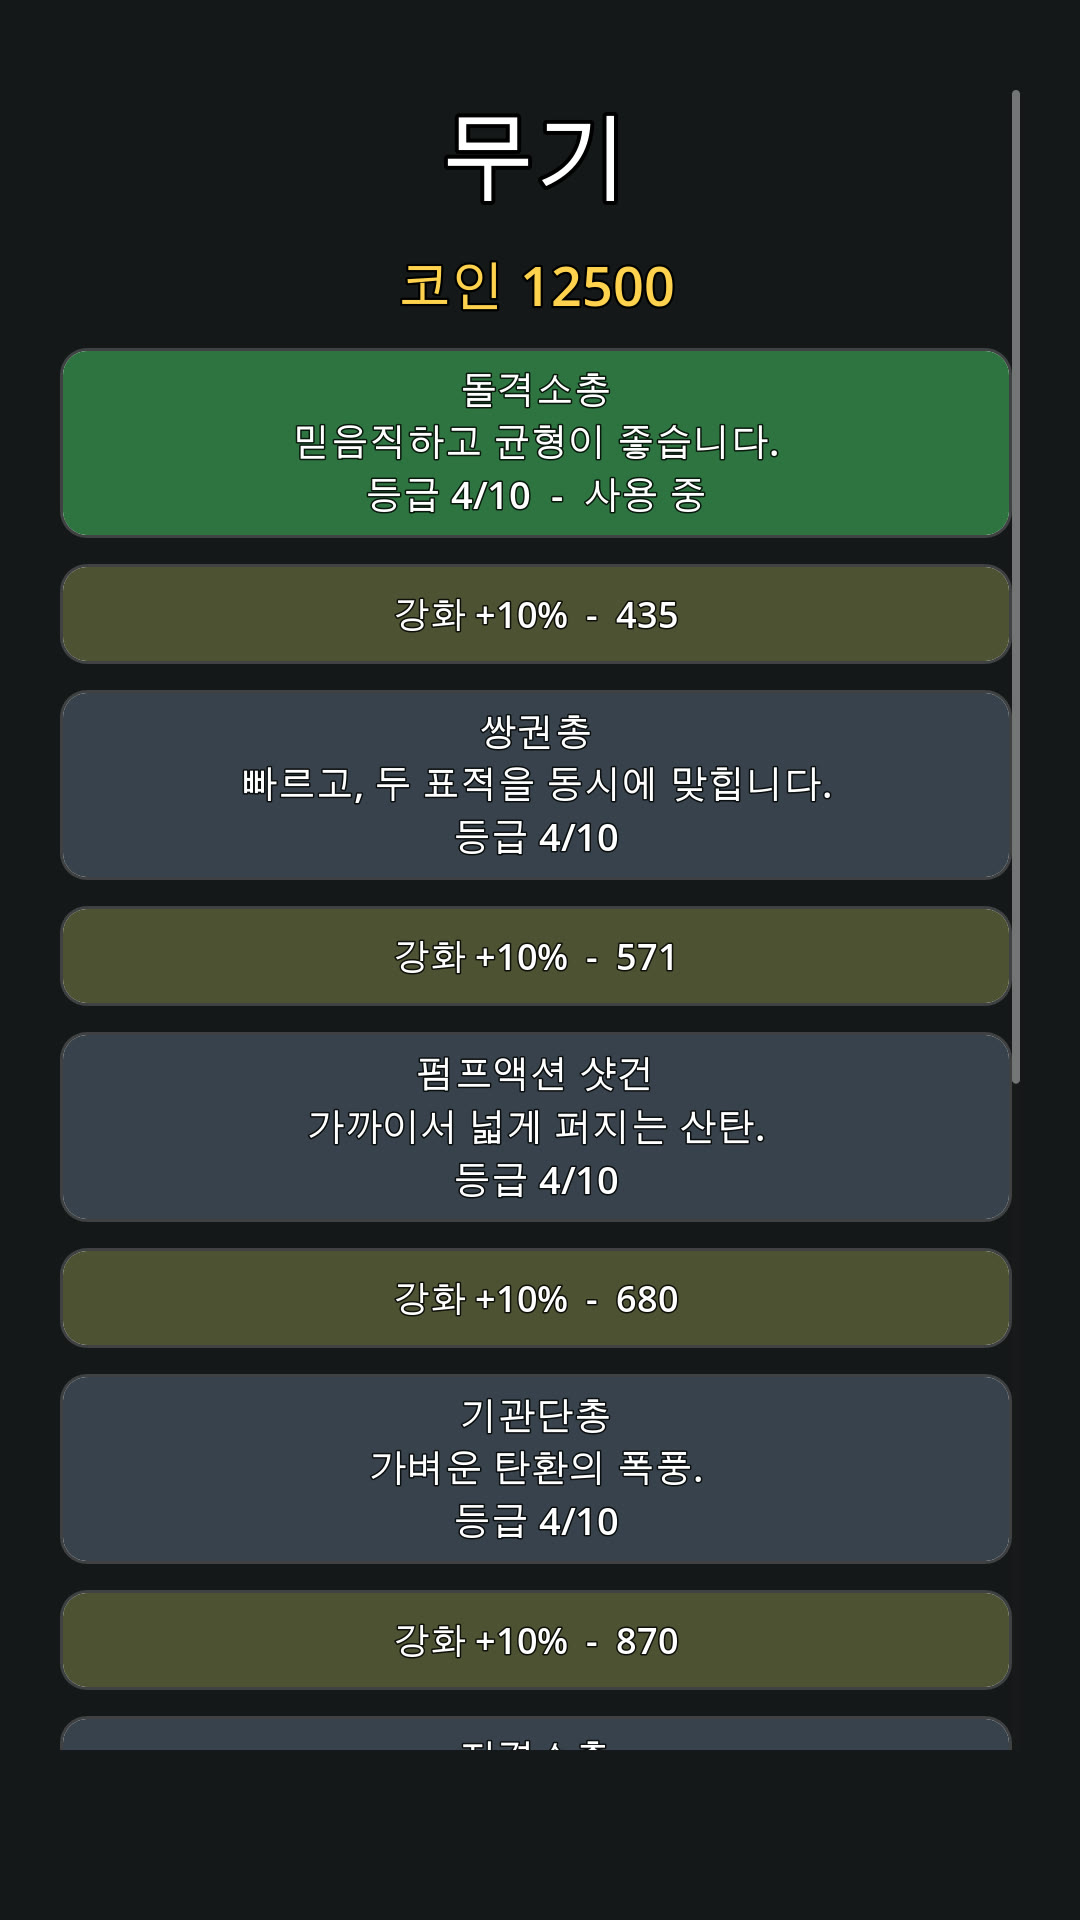 무기
코인 12500
돌격소총
믿음직하고 균형이 좋습니다.
등급 4/10 - 사용 중
강화 +10% - 435
쌍권총
빠르고, 두 표적을 동시에 맞힙니다.
등급 4/10
강화 +10% - 571
펌프액션 샷건
가까이서 넓게 퍼지는 산탄.
등급 4/10
강화 +10% - 680
기관단총
가벼운 탄환의 폭풍.
등급 4/10
강화 +10% - 870